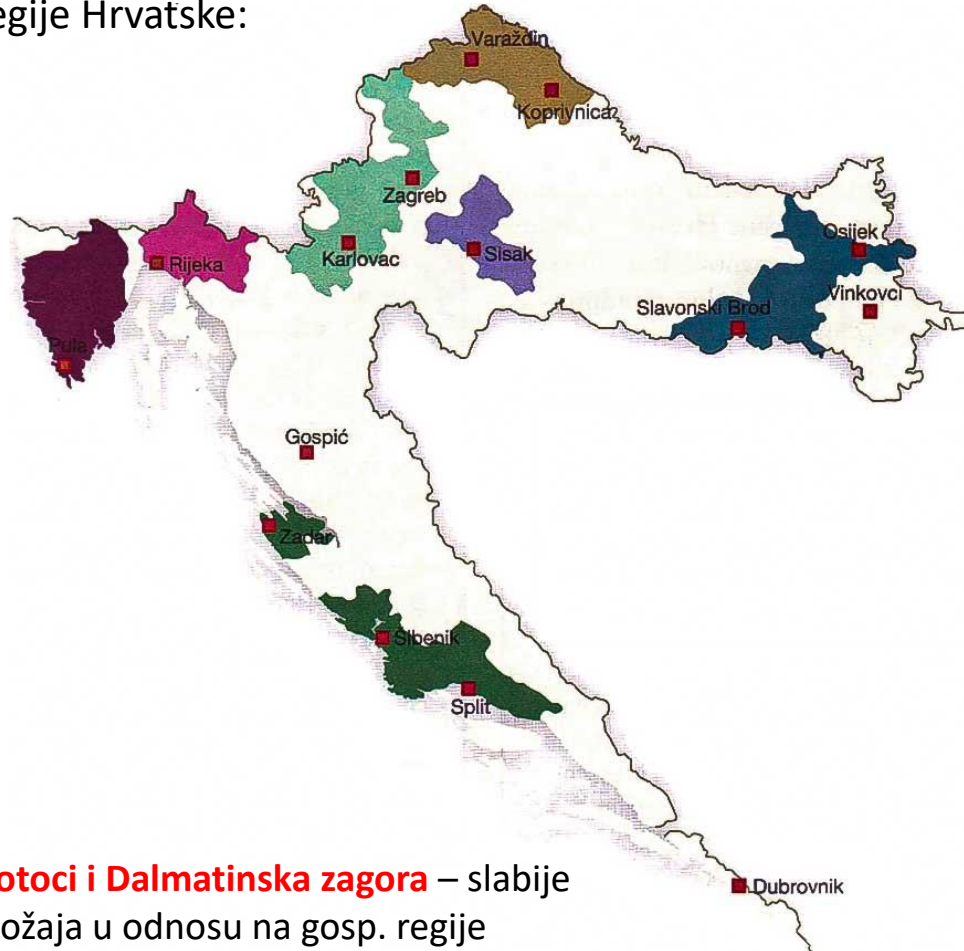 egije Hrvatske:
Varaždin
Koprivnica
Zagreb
Karlovac
Sisak
Rijeka
Pula
Osijek
Vinkovci
Slavonski Brod
Gospić
Zadar
Šibenik
Split
Dubrovnik
otoci i Dalmatinska zagora – slabije
ožaja u odnosu na gosp. regije